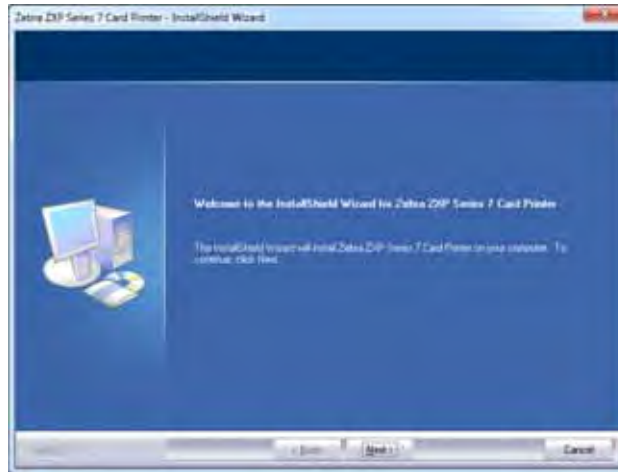 Zebra ZXP Series 7 Card Printer - InstallShield Wizard
Welcome to the InstallShield Wizard for Zebra ZXP Series 7 Card Printer
The InstallShield Wizard will install Zebra ZXP Series 7 Card Printer on your computer. To
continue, click Next.
< Back
Next >
Cancel